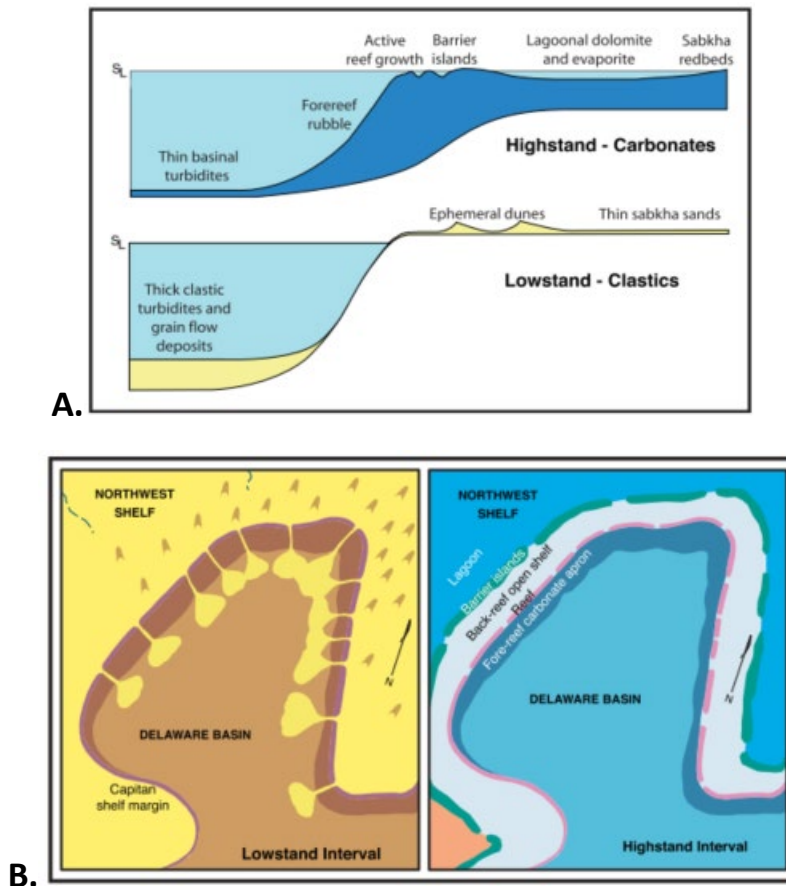 Active
reef growth
Barrier
islands
Lagoonal dolomite
and evaporite
Sabkha
redbeds
SL
Forereef
rubble
Thin basinal
turbidites
Highstand - Carbonates
Ephemeral dunes
Thin sabkha sands
SL
Lowstand - Clastics
Thick clastic
turbidites and
grain flow
deposits
A.
NORTHWEST
SHELF
DELAWARE BASIN
Capitan
shelf margin
N
Lowstand Interval
NORTHWEST
SHELF
Lagoon
Barrier islands
Back-reef open shelf
Reef
Fore-reef carbonate apron
DELAWARE BASIN
N
Highstand Interval
B.